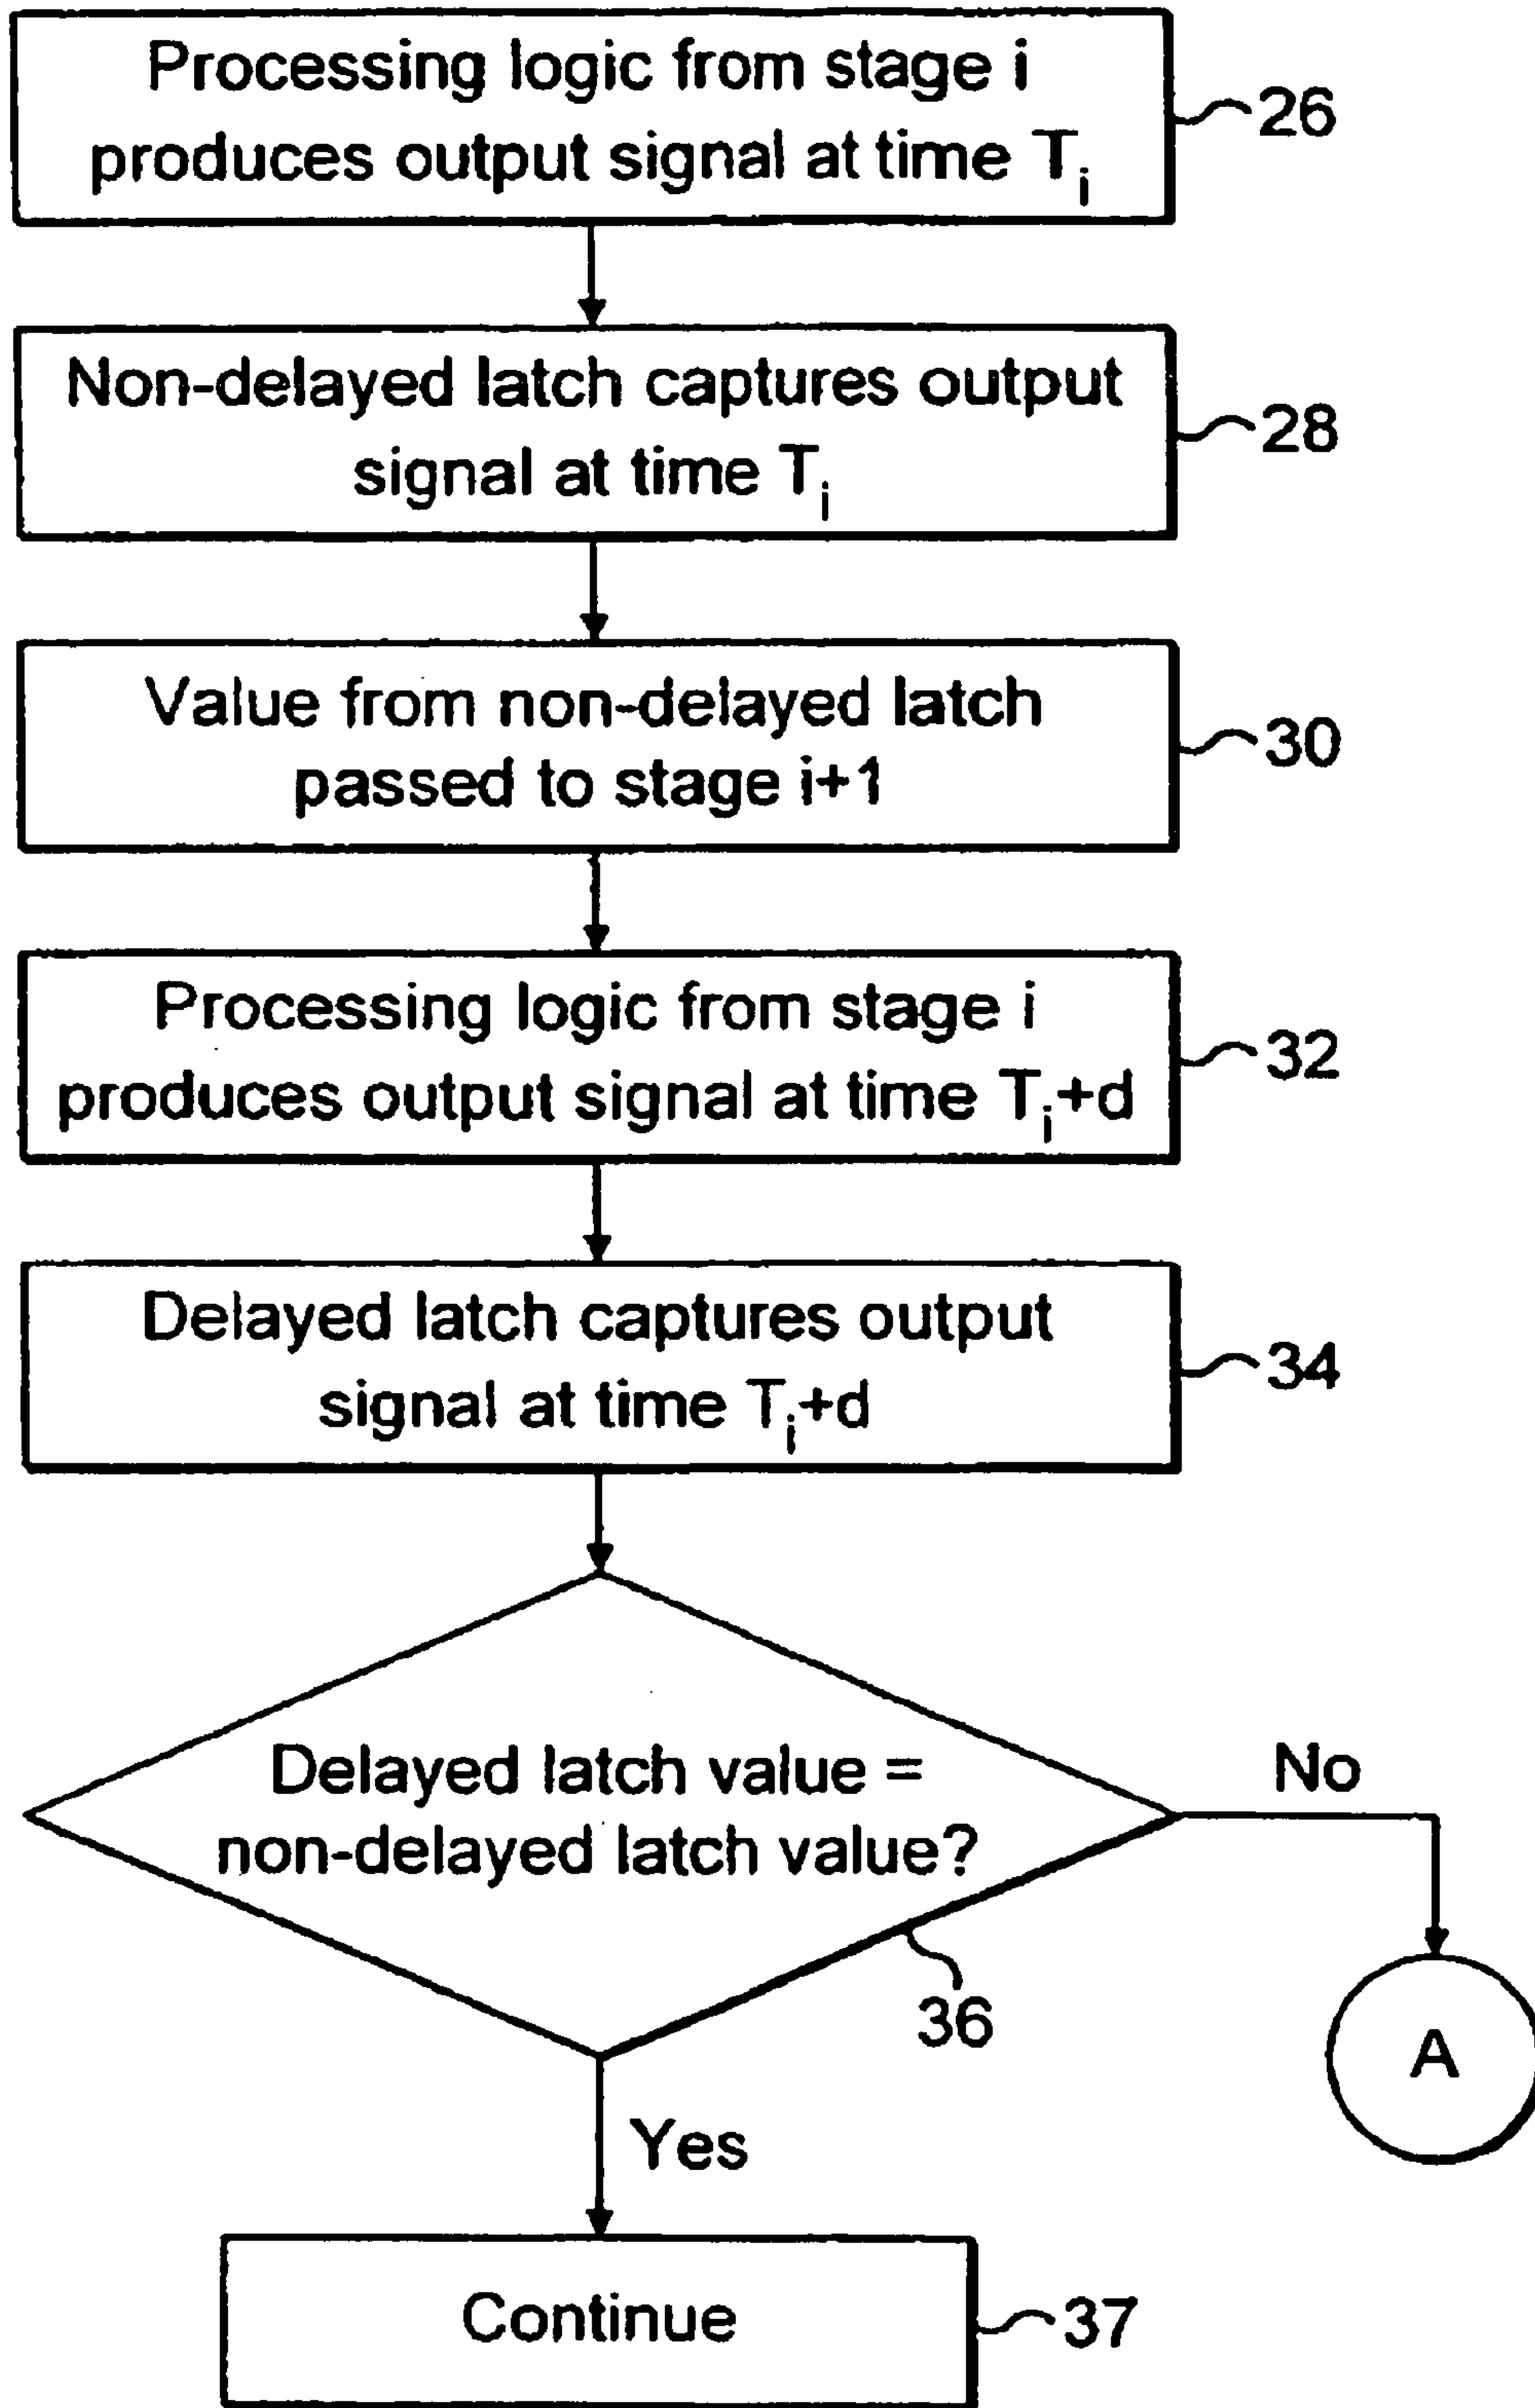 Processing logic from stage i
produces output signal at time Tᵢ
26
Non-delayed latch captures output
signal at time Tᵢ
28
Value from non-delayed latch
passed to stage i+1
30
Processing logic from stage i
produces output signal at time Tᵢ+d
32
Delayed latch captures output
signal at time Tᵢ+d
34
Delayed latch value =
non-delayed latch value?
No
36
A
Yes
Continue
37